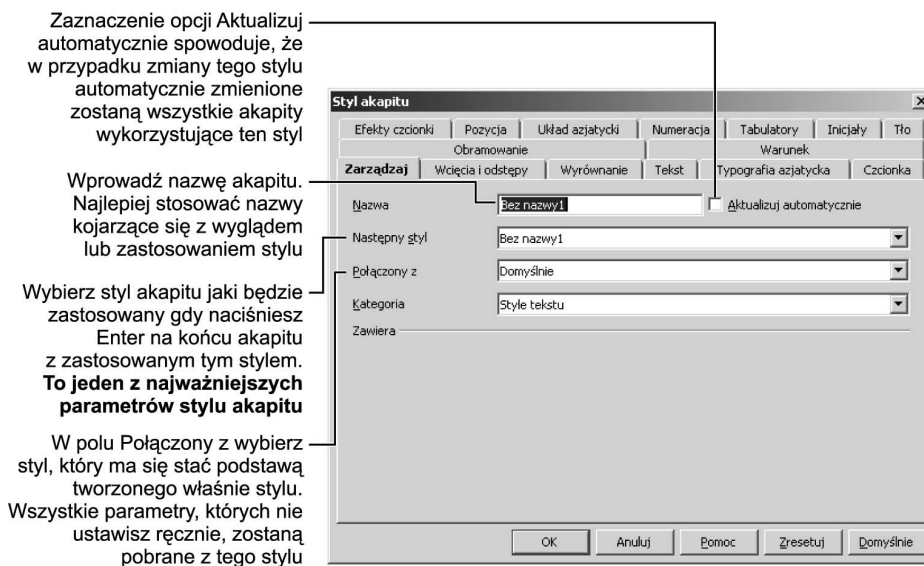 Zaznaczenie opcji Aktualizuj
automatycznie spowoduje, że
w przypadku zmiany tego stylu
automatycznie zmienione
zostaną wszystkie akapity
wykorzystujące ten styl
Wprowadź nazwę akapitu.
Najlepiej stosować nazwy
kojarzące się z wyglądem
lub zastosowaniem stylu
Wybierz styl akapitu jaki będzie
zastosowany gdy naciśniesz
Enter na końcu akapitu
z zastosowanym tym stylem.
To jeden z najważniejszych
parametrów stylu akapitu
W polu Połączony z wybierz
styl, który ma się stać podstawą
tworzonego właśnie stylu.
Wszystkie parametry, których nie
ustawisz ręcznie, zostaną
pobrane z tego stylu
Styl akapitu
Efekty czcionki Pozycja Układ azjatycki Numeracja Tabulatory Inicjały Tło
Obramowanie Warunek
Zarządzaj Wcięcia i odstępy Wyrównanie Tekst Typografia azjatycka Czcionka
Nazwa Bez nazwy1 Aktualizuj automatycznie
Następny styl Bez nazwy1
Połączony z Domyślnie
Kategoria Style tekstu
Zawiera
OK Anuluj Pomoc Zresetuj Domyślnie